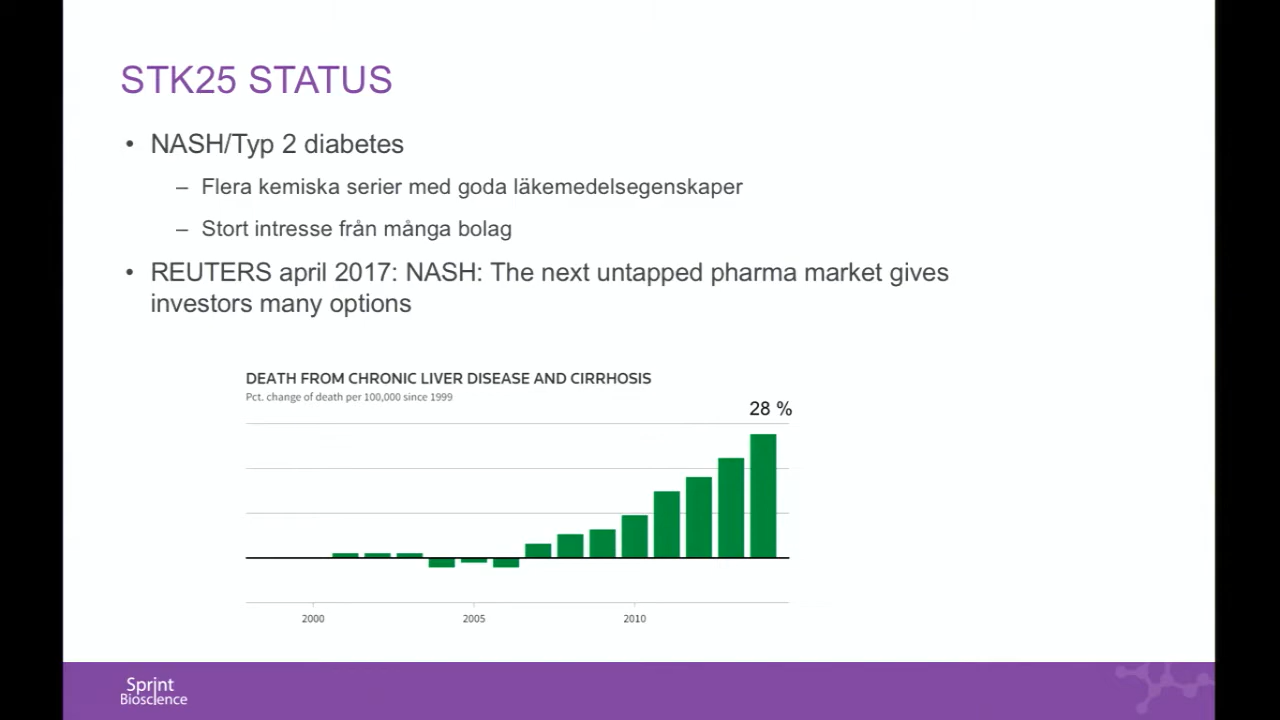 STK25 STATUS
• NASH/Typ 2 diabetes
– Flera kemiska serier med goda läkemedelsegenskaper
– Stort intresse från många bolag
• REUTERS april 2017: NASH: The next untapped pharma market gives
investors many options
DEATH FROM CHRONIC LIVER DISEASE AND CIRRHOSIS
Pct. change of death per 100,000 since 1999
28 %
2000 2005 2010
Sprint
Bioscience